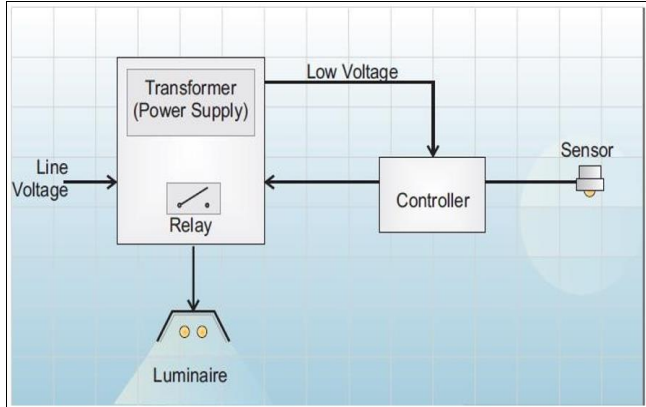 Transformer
(Power Supply)
Low Voltage
Line
Voltage
Relay
Controller
Sensor
Luminaire